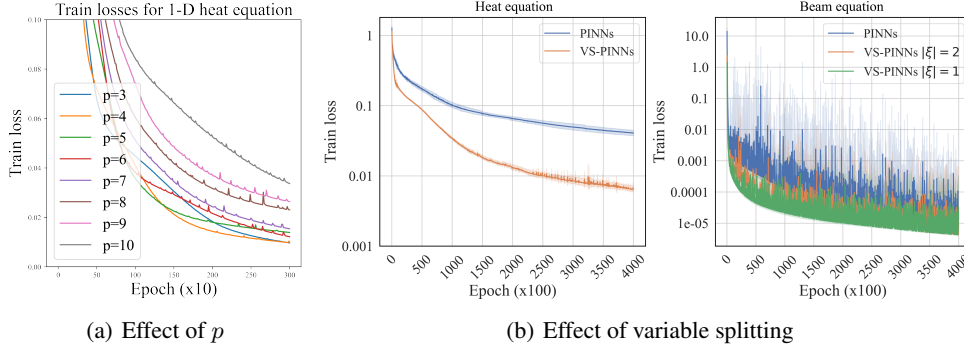 Train losses for 1-D heat equation
0.10
0.08
0.06
0.04
0.02
0.00
Train loss
p=3
p=4
p=5
p=6
p=7
p=8
p=9
p=10
0 50 100 150 200 250 300
Epoch (x10)
(a) Effect of p
Heat equation
PINNs
VS-PINNs
1
0.1
0.01
0.001
Train loss
0 500 1000 1500 2000 2500 3000 3500 4000
Epoch (x100)
Beam equation
PINNs
VS-PINNs |ξ| = 2
VS-PINNs |ξ| = 1
10.0
1.0
0.1
0.01
0.001
0.0001
1e-05
Train loss
0 500 1000 1500 2000 2500 3000 3500 4000
Epoch (x100)
(b) Effect of variable splitting